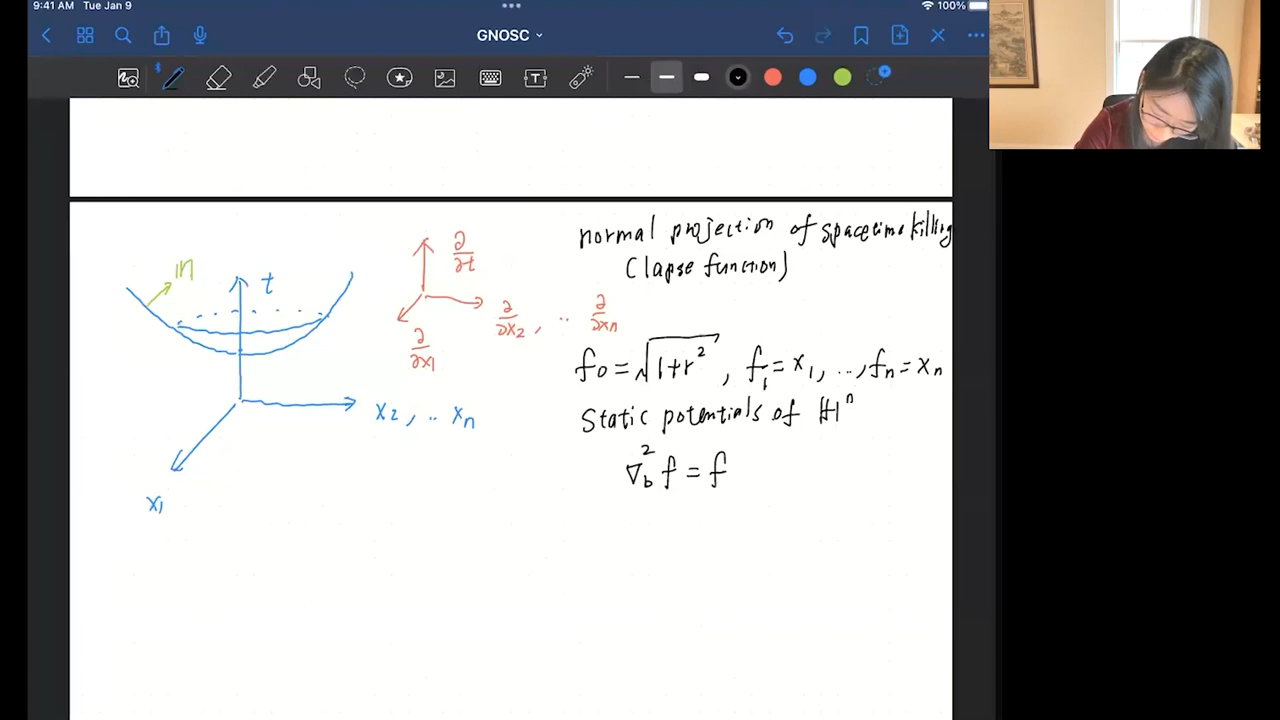 9:41 AM Tue Jan 9
100%
GNOSC
normal projection of spacetime killing
(lapse function)
𝕟
t
∂/∂t
∂/∂x₂, .. ∂/∂xₙ
∂/∂x₁
f₀ = √(1+r²), f₁ = x₁, ..., fₙ = xₙ
x₂, .. xₙ
Static potentials of ℍⁿ
∇²_b f = f
x₁